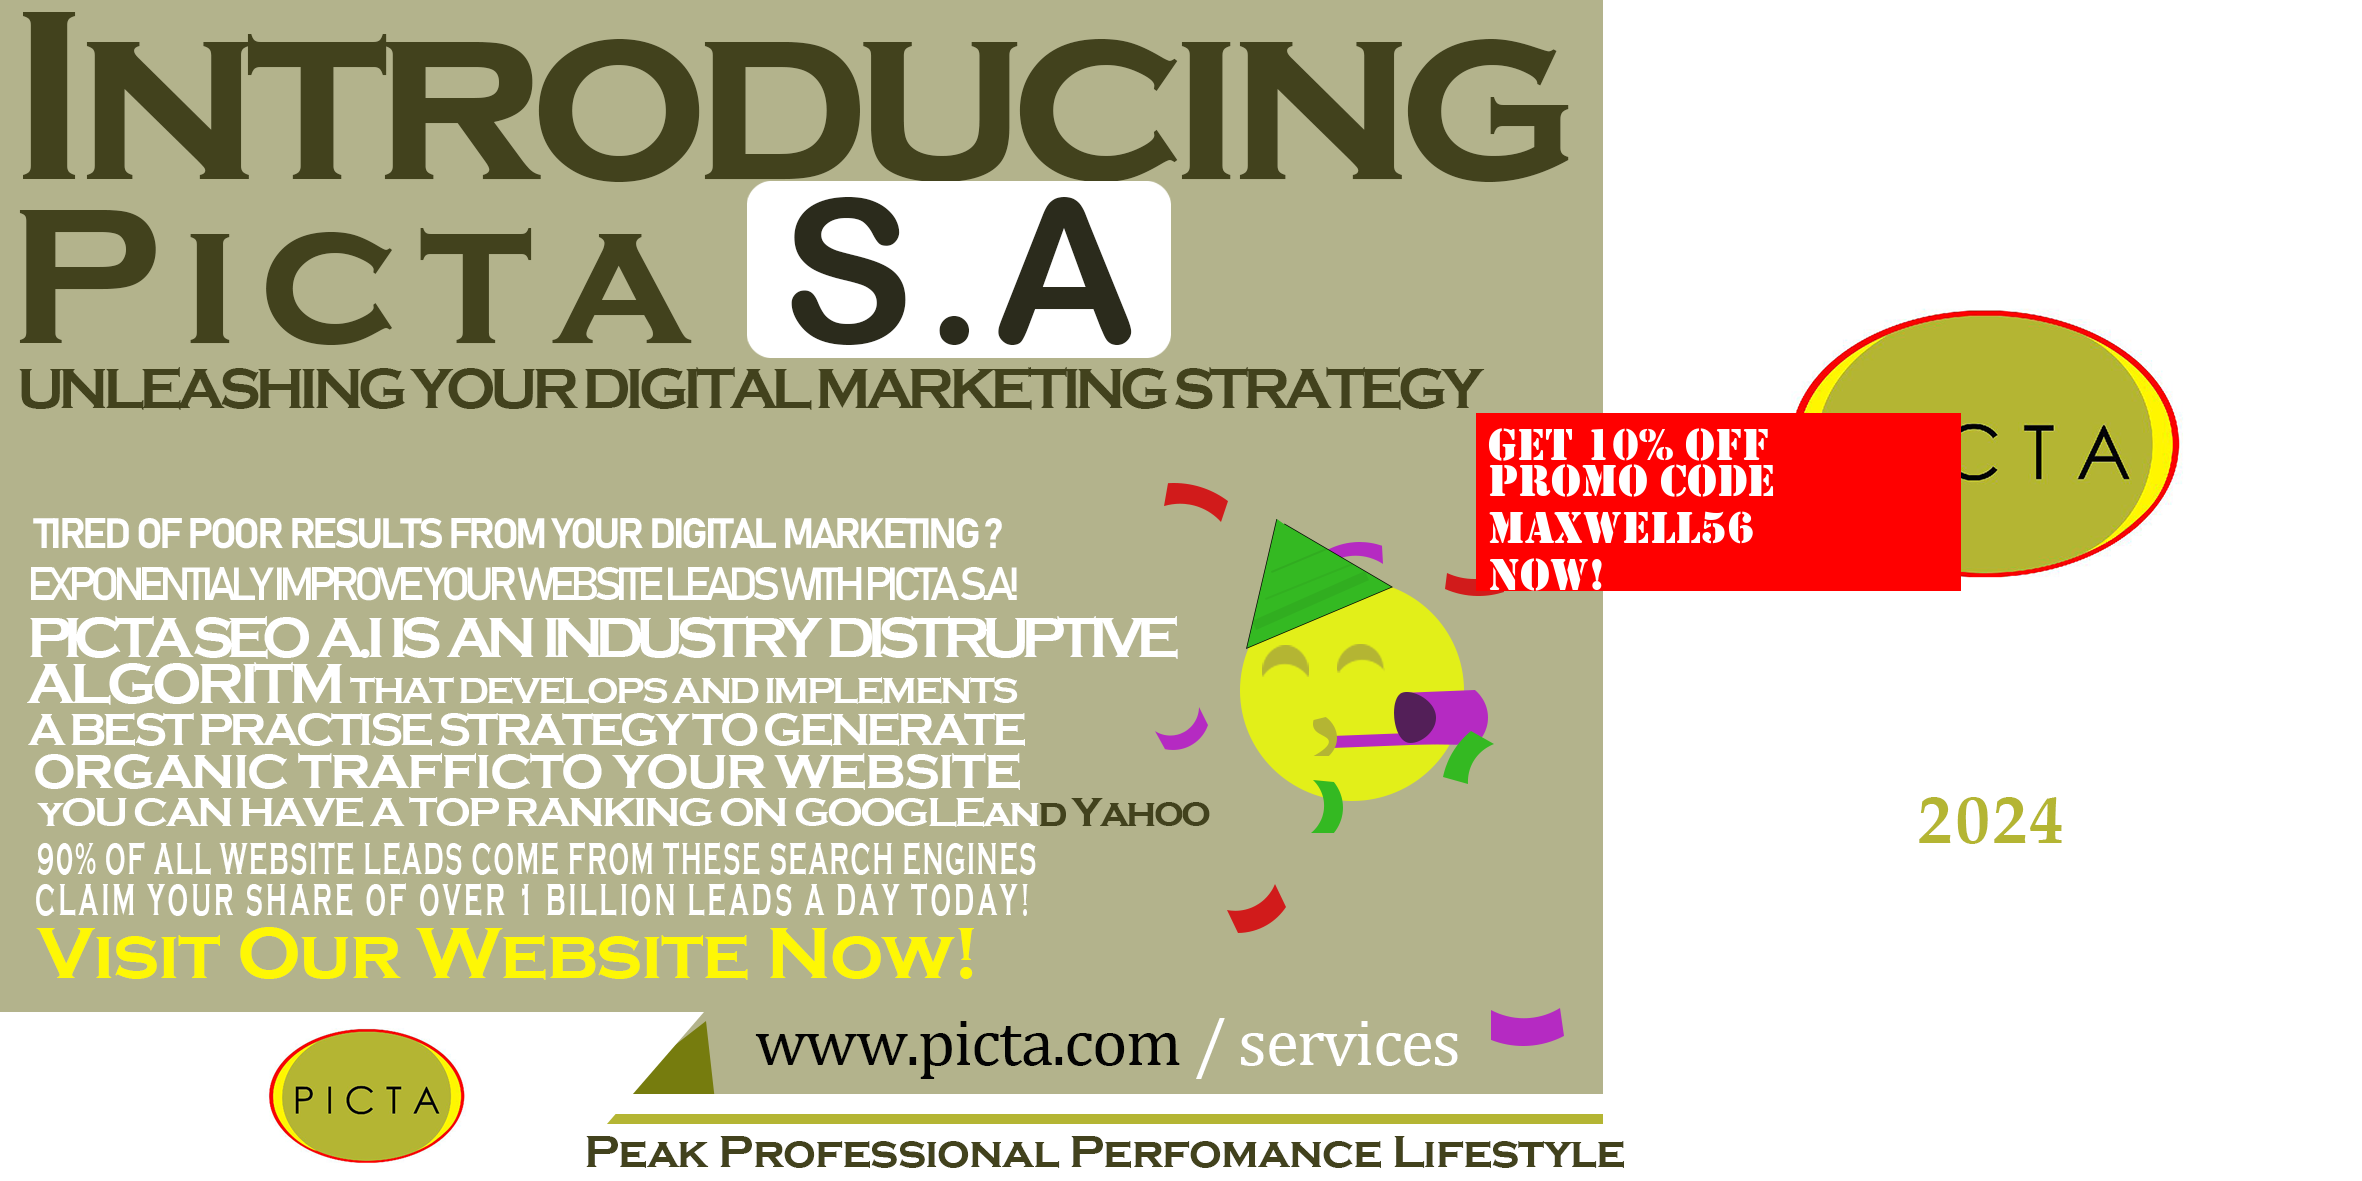 INTRODUCING
PICTA S.A
UNLEASHING YOUR DIGITAL MARKETING STRATEGY
GET 10% OFF
PROMO CODE
MAXWELL56
NOW!
CTA
TIRED OF POOR RESULTS FROM YOUR DIGITAL MARKETING ?
EXPONENTIALY IMPROVE YOUR WEBSITE LEADS WITH PICTA S.A!
PICTA SEO A.I IS AN INDUSTRY DISTRUPTIVE
ALGORITM THAT DEVELOPS AND IMPLEMENTS
A BEST PRACTISE STRATEGY TO GENERATE
ORGANIC TRAFFICTO YOUR WEBSITE
YOU CAN HAVE A TOP RANKING ON GOOGLEAND YAHOO
2024
90% OF ALL WEBSITE LEADS COME FROM THESE SEARCH ENGINES
CLAIM YOUR SHARE OF OVER 1 BILLION LEADS A DAY TODAY!
VISIT OUR WEBSITE NOW!
www.picta.com / services
PICTA
PEAK PROFESSIONAL PERFOMANCE LIFESTYLE